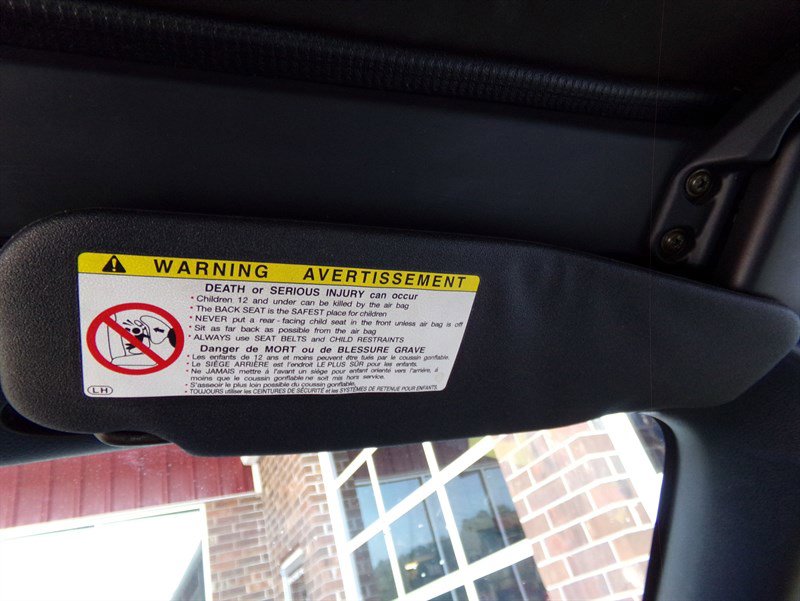 WARNING AVERTISSEMENT
DEATH or SERIOUS INJURY can occur
• Children 12 and under can be killed by the air bag
• The BACK SEAT is the SAFEST place for children
• NEVER put a rear-facing child seat in the front unless air bag is off
• Sit as far back as possible from the air bag
• ALWAYS use SEAT BELTS and CHILD RESTRAINTS
Danger de MORT ou de BLESSURE GRAVE
• Les enfants de 12 ans et moins peuvent être tués par le coussin gonflable.
• Le SIÈGE ARRIÈRE est l'endroit LE PLUS SÛR pour les enfants.
• Ne JAMAIS mettre à l'avant un siège pour enfant orienté vers l'arrière, à
moins que le coussin gonflable ne soit mis hors service.
• S'asseoir le plus loin possible du coussin gonflable.
• TOUJOURS utiliser les CEINTURES DE SÉCURITÉ et les SYSTÈMES DE RETENUE POUR ENFANTS.
LH